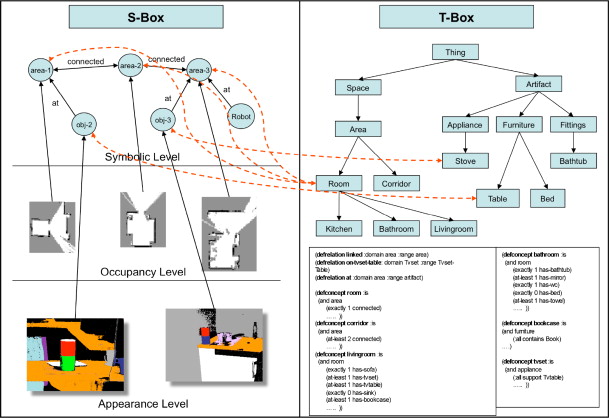 S-Box
T-Box
area-1
connected
area-2
connected
area-3
at
at
at
obj-2
obj-3
Robot
Symbolic Level
Occupancy Level
Appearance Level
Thing
Space
Artifact
Area
Appliance
Furniture
Fittings
Stove
Bathtub
Room
Corridor
Table
Bed
Kitchen
Bathroom
Livingroom
(defrelation linked :domain area :range area)
(defrelation on-tvset-table :domain Tvset :range Tvset-
Table)
(defrelation at :domain area :range artifact)
(defconcept room :is
(and area
(exactly 1 connected)
..... ))
(defconcept corridor :is
(and area
(at-least 2 connected)
.... ))
(defconcept livingroom :is
(and room
(exactly 1 has-sofa)
(at-least 1 has-tvset)
(at-least 1 has-tvtable)
(exactly 0 has-sink)
(at-least 1 has-bookcase)
..... ))
(defconcept bathroom :is
(and room
(exactly 1 has-bathtub)
(at-least 1 has-mirror)
(exactly 1 has-wc)
(exactly 0 has-bed)
(at-least 1 has-towel)
..... ))
(defconcept bookcase :is
(and furniture
(all contains Book)
....)
(defconcept tvset :is
(and appliance
(all support Tvtable)
..... ))